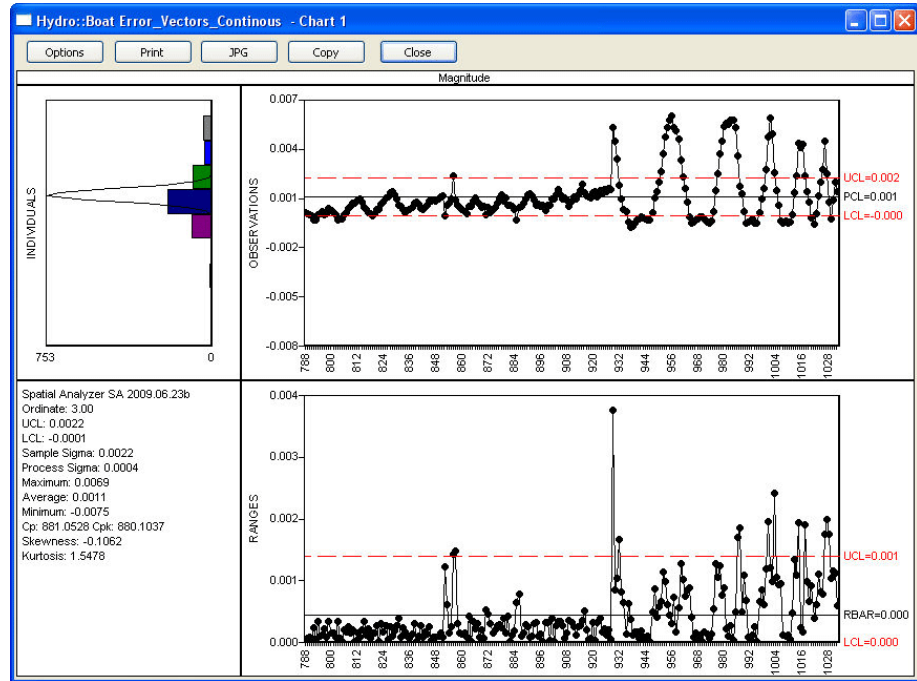 Hydro::Boat Error_Vectors_Continous - Chart 1
Options Print JPG Copy Close
Magnitude
INDIVIDUALS
753 0
OBSERVATIONS
0.007
0.004
0.001
-0.002
-0.005
-0.008
UCL=0.002
PCL=0.001
LCL=-0.000
788 800 812 824 836 848 860 872 884 896 908 920 932 944 956 968 980 992 1004 1016 1028
Spatial Analyzer SA 2009.06.23b
Ordinate: 3.00
UCL: 0.0022
LCL: -0.0001
Sample Sigma: 0.0022
Process Sigma: 0.0004
Maximum: 0.0069
Average: 0.0011
Minimum: -0.0075
Cp: 881.0528 Cpk: 880.1037
Skewness: -0.1062
Kurtosis: 1.5478
RANGES
0.004
0.003
0.002
0.001
0.000
UCL=0.001
RBAR=0.000
LCL=0.000
788 800 812 824 836 848 860 872 884 896 908 920 932 944 956 968 980 992 1004 1016 1028